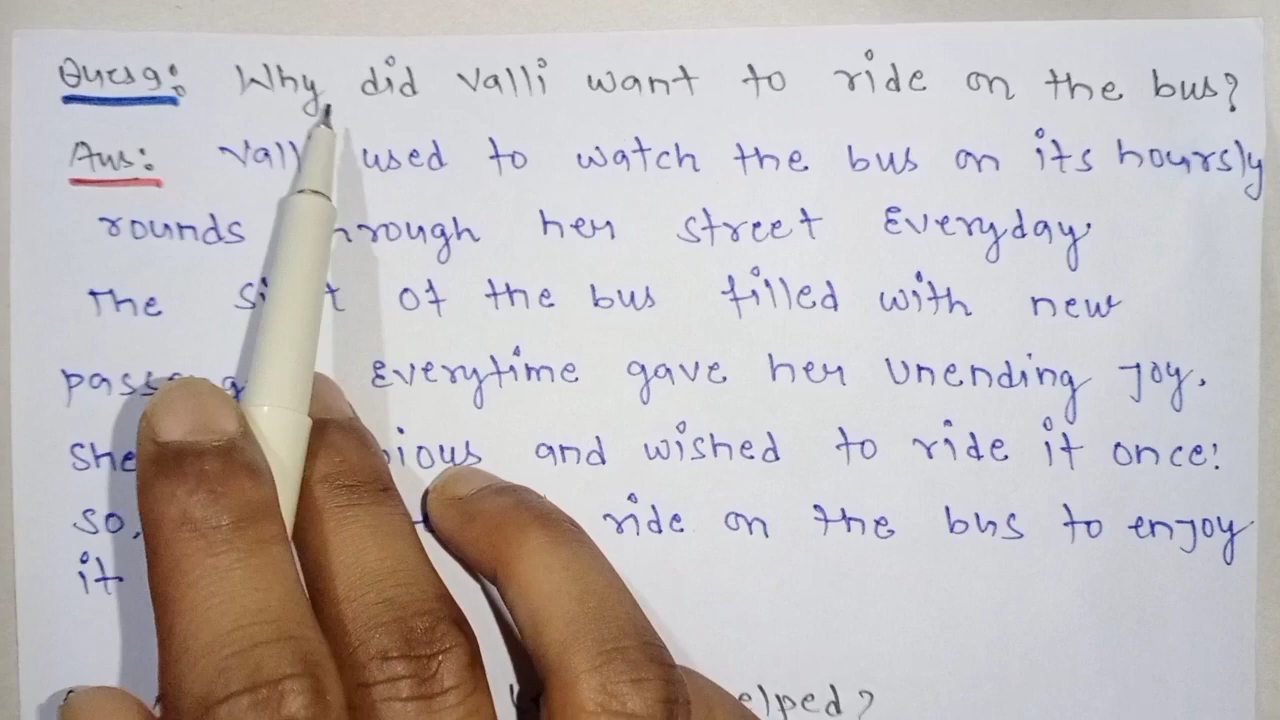 Ques9: Why did Valli want to ride on the bus?
Ans: used to watch the bus on its hoursly
rounds her street Everyday.
The of the bus filled with new
Everytime gave her unending Joy.
She and wished to ride it once.
So, ride on the bus to enjoy
it